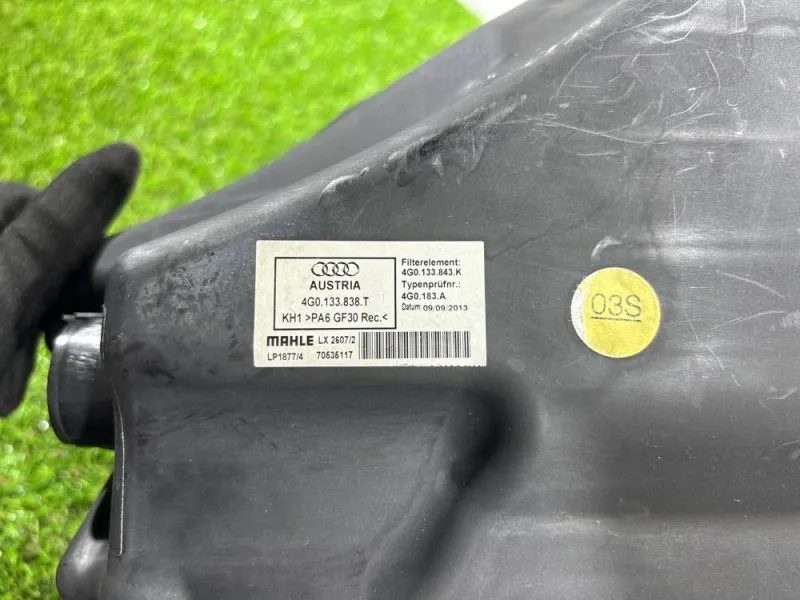 AUSTRIA
4G0.133.838.T
KH1 >PA6 GF30 Rec.<
Filterelement:
4G0.133.843.K
Typenprüfnr.:
4G0.183.A
Datum: 09/09/2013
MAHLE LX 2607/2
LP1877/4 70535117
03S